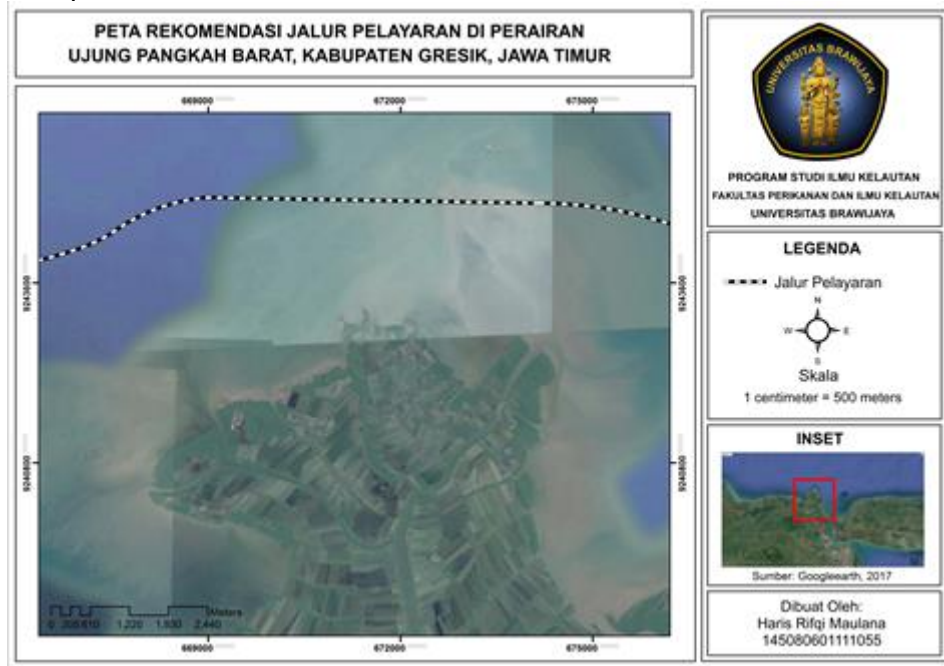 PETA REKOMENDASI JALUR PELAYARAN DI PERAIRAN
UJUNG PANGKAH BARAT, KABUPATEN GRESIK, JAWA TIMUR
669000 672000 675000
9243600 9243600
9240800 9240800
Meters
1,220 1,830 2,440
669000 672000 675000
UNIVERSITAS BRAWIJAYA
PROGRAM STUDI ILMU KELAUTAN
FAKULTAS PERIKANAN DAN ILMU KELAUTAN
UNIVERSITAS BRAWIJAYA
LEGENDA
Jalur Pelayaran
N
W E
S
Skala
1 centimeter = 500 meters
INSET
Sumber: Googleearth, 2017
Dibuat Oleh:
Haris Rifqi Maulana
145080601111055